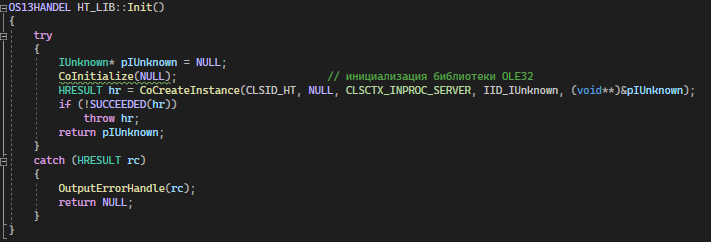 OS13HANDEL HT_LIB::Init()
{
    try
    {
        IUnknown* pIUnknown = NULL;
        CoInitialize(NULL);                         // инициализация библиотеки OLE32
        HRESULT hr = CoCreateInstance(CLSID_HT, NULL, CLSCTX_INPROC_SERVER, IID_IUnknown, (void**)&pIUnknown);
        if (!SUCCEEDED(hr))
            throw hr;
        return pIUnknown;
    }
    catch (HRESULT rc)
    {
        OutputErrorHandle(rc);
        return NULL;
    }
}